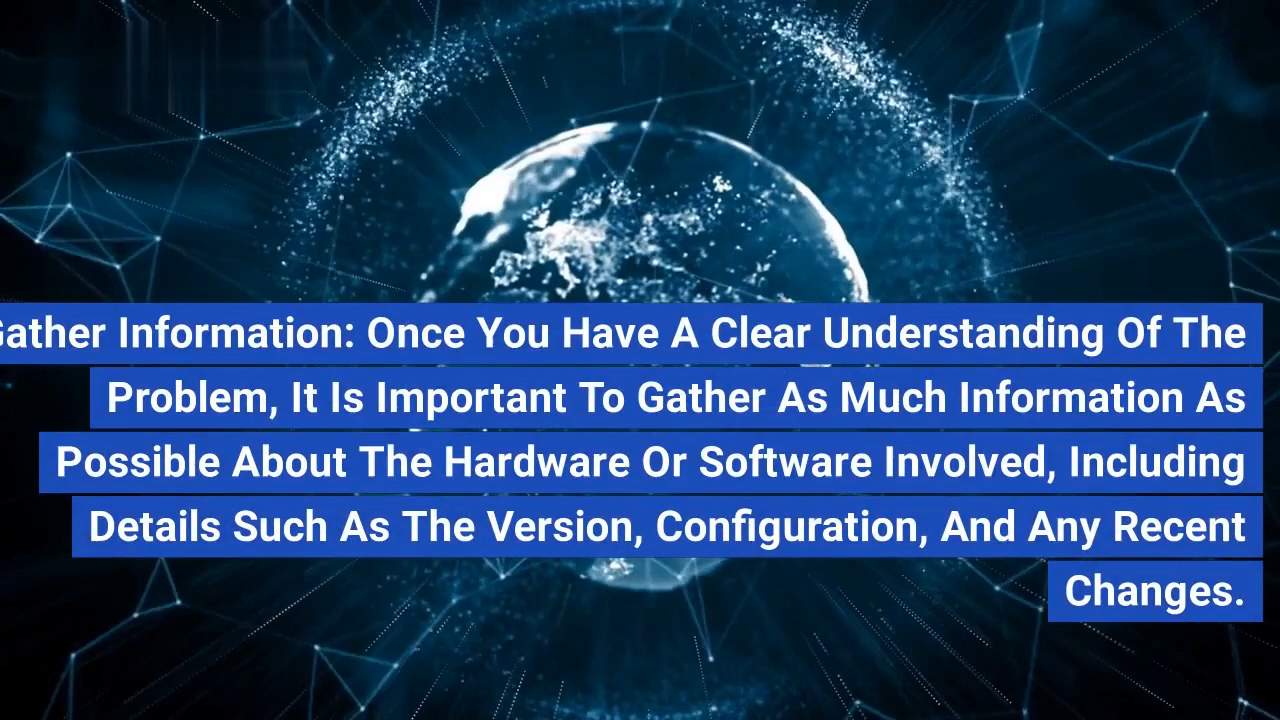 Gather Information: Once You Have A Clear Understanding Of The
Problem, It Is Important To Gather As Much Information As
Possible About The Hardware Or Software Involved, Including
Details Such As The Version, Configuration, And Any Recent
Changes.